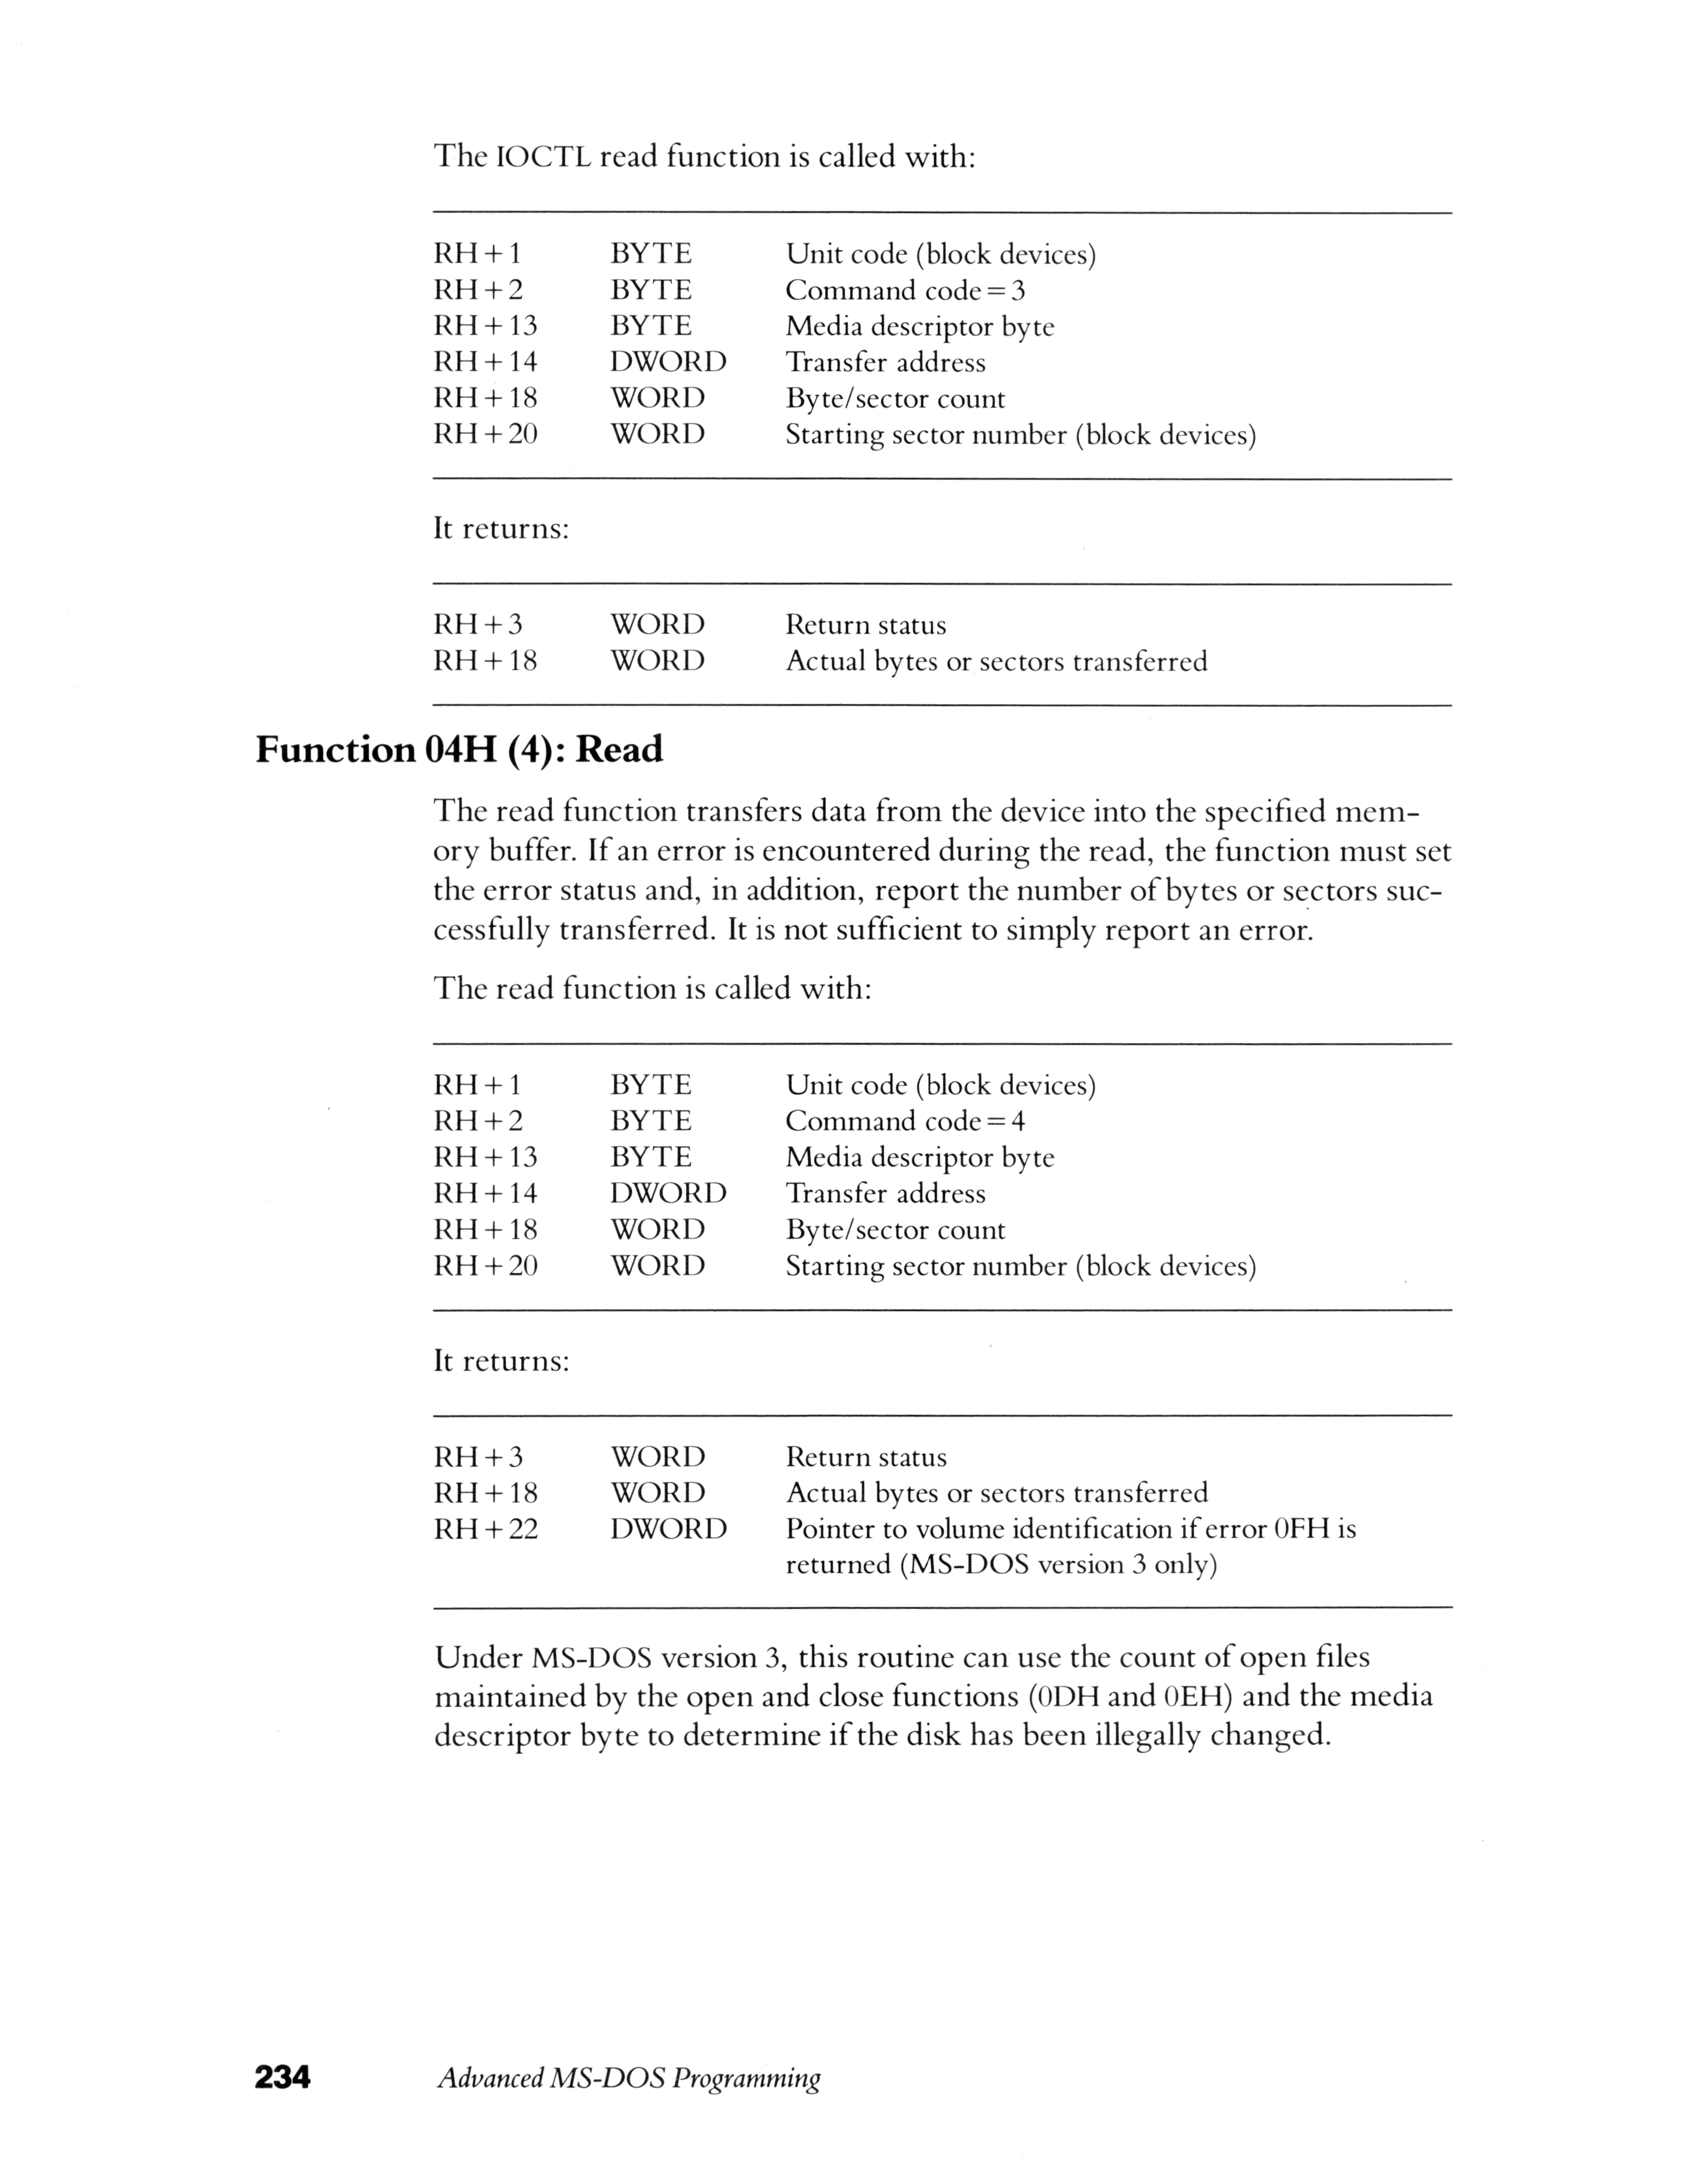 The IOCTL read function is called with:
RH + 1 BYTE Unit code (block devices)
RH + 2 BYTE Command code = 3
RH + 13 BYTE Media descriptor byte
RH + 14 DWORD Transfer address
RH + 18 WORD Byte/sector count
RH + 20 WORD Starting sector number (block devices)
It returns:
RH + 3 WORD Return status
RH + 18 WORD Actual bytes or sectors transferred
Function 04H (4): Read
The read function transfers data from the device into the specified mem-
ory buffer. If an error is encountered during the read, the function must set
the error status and, in addition, report the number of bytes or sectors suc-
cessfully transferred. It is not sufficient to simply report an error.
The read function is called with:
RH + 1 BYTE Unit code (block devices)
RH + 2 BYTE Command code = 4
RH + 13 BYTE Media descriptor byte
RH + 14 DWORD Transfer address
RH + 18 WORD Byte/sector count
RH + 20 WORD Starting sector number (block devices)
It returns:
RH + 3 WORD Return status
RH + 18 WORD Actual bytes or sectors transferred
RH + 22 DWORD Pointer to volume identification if error 0FH is
returned (MS-DOS version 3 only)
Under MS-DOS version 3, this routine can use the count of open files
maintained by the open and close functions (0DH and 0EH) and the media
descriptor byte to determine if the disk has been illegally changed.
234 Advanced MS-DOS Programming